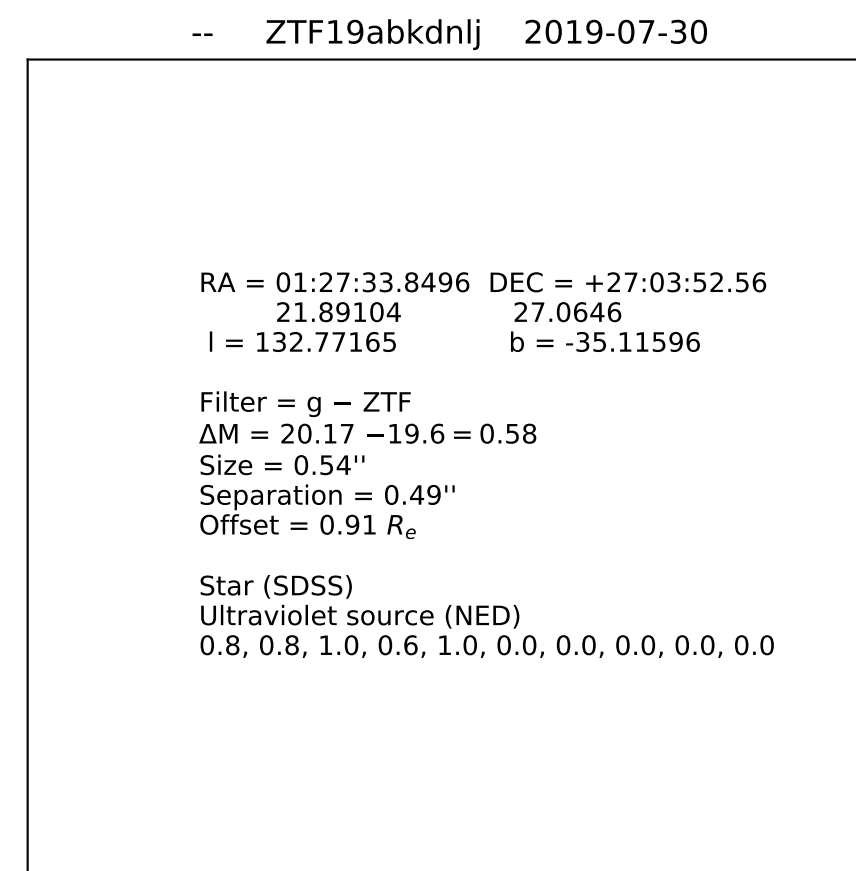 -- ZTF19abkdnlj 2019-07-30
RA = 01:27:33.8496 DEC = +27:03:52.56
21.89104 27.0646
l = 132.77165 b = -35.11596
Filter = g − ZTF
ΔM = 20.17 −19.6 = 0.58
Size = 0.54''
Separation = 0.49''
Offset = 0.91 Rₑ
Star (SDSS)
Ultraviolet source (NED)
0.8, 0.8, 1.0, 0.6, 1.0, 0.0, 0.0, 0.0, 0.0, 0.0